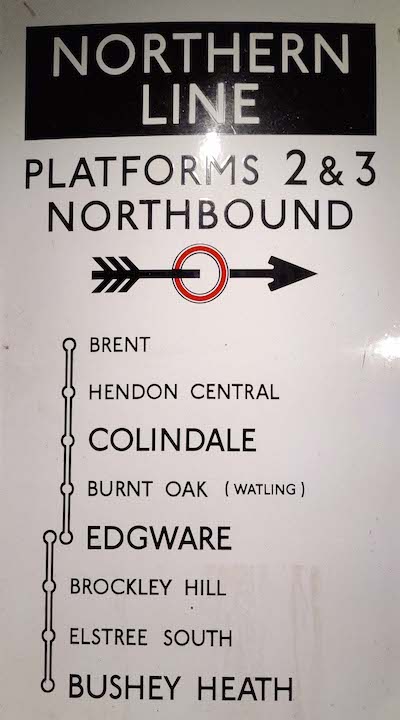 NORTHERN
LINE
PLATFORMS 2 & 3
NORTHBOUND
BRENT
HENDON CENTRAL
COLINDALE
BURNT OAK (WATLING)
EDGWARE
BROCKLEY HILL
ELSTREE SOUTH
BUSHEY HEATH